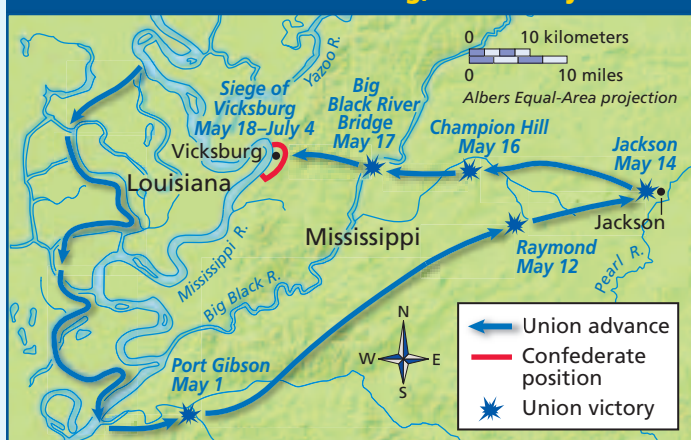 0 10 kilometers
0 10 miles
Albers Equal-Area projection
Yazoo R.
Siege of
Vicksburg
May 18–July 4
Vicksburg
Big
Black River
Bridge
May 17
Champion Hill
May 16
Jackson
May 14
Jackson
Louisiana
Mississippi
Raymond
May 12
Pearl R.
Mississippi R.
Big Black R.
Port Gibson
May 1
N
W E
S
Union advance
Confederate
position
Union victory